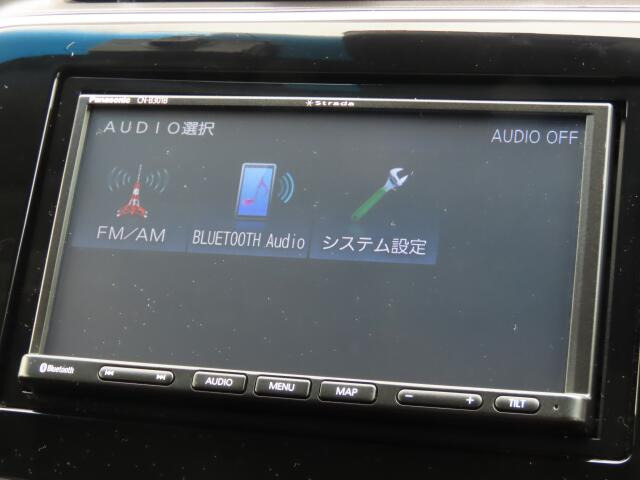 Panasonic CN-B301B Strada
AUDIO選択
AUDIO OFF
FM/AM BLUETOOTH Audio システム設定
Bluetooth AUDIO MENU MAP − + TILT